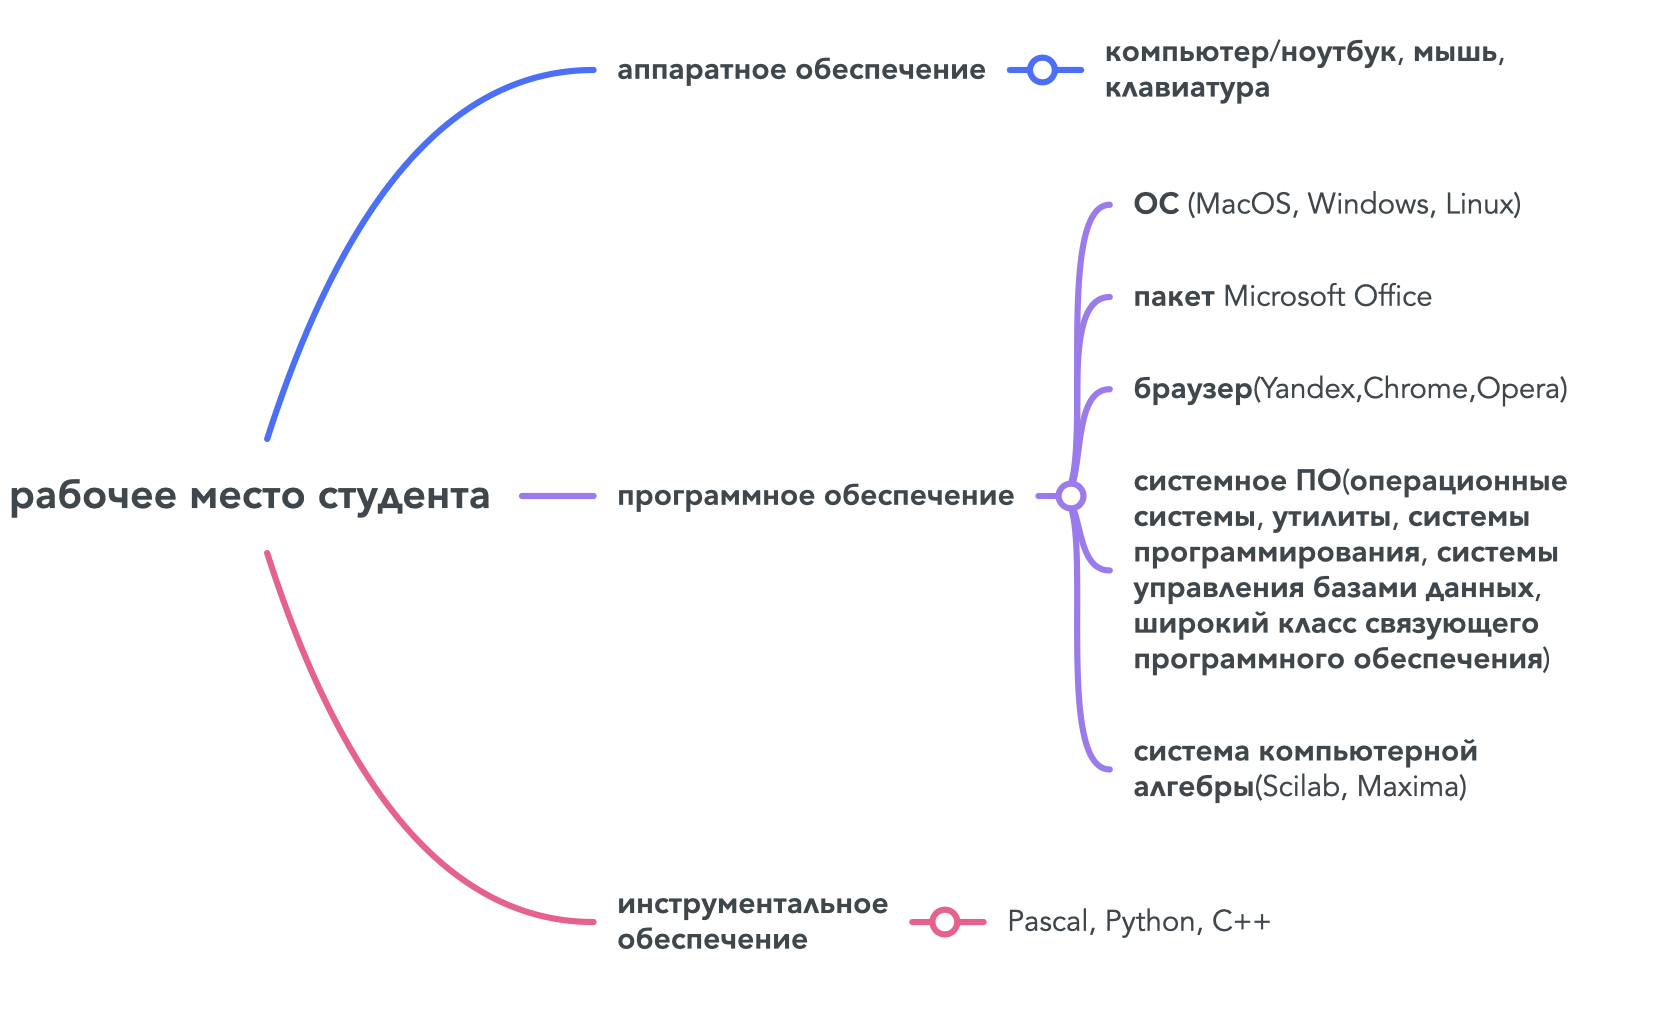 аппаратное обеспечение
компьютер/ноутбук, мышь,
клавиатура
ОС (MacOS, Windows, Linux)
пакет Microsoft Office
браузер(Yandex,Chrome,Opera)
рабочее место студента
программное обеспечение
системное ПО(операционные
системы, утилиты, системы
программирования, системы
управления базами данных,
широкий класс связующего
программного обеспечения)
система компьютерной
алгебры(Scilab, Maxima)
инструментальное
обеспечение
Pascal, Python, C++